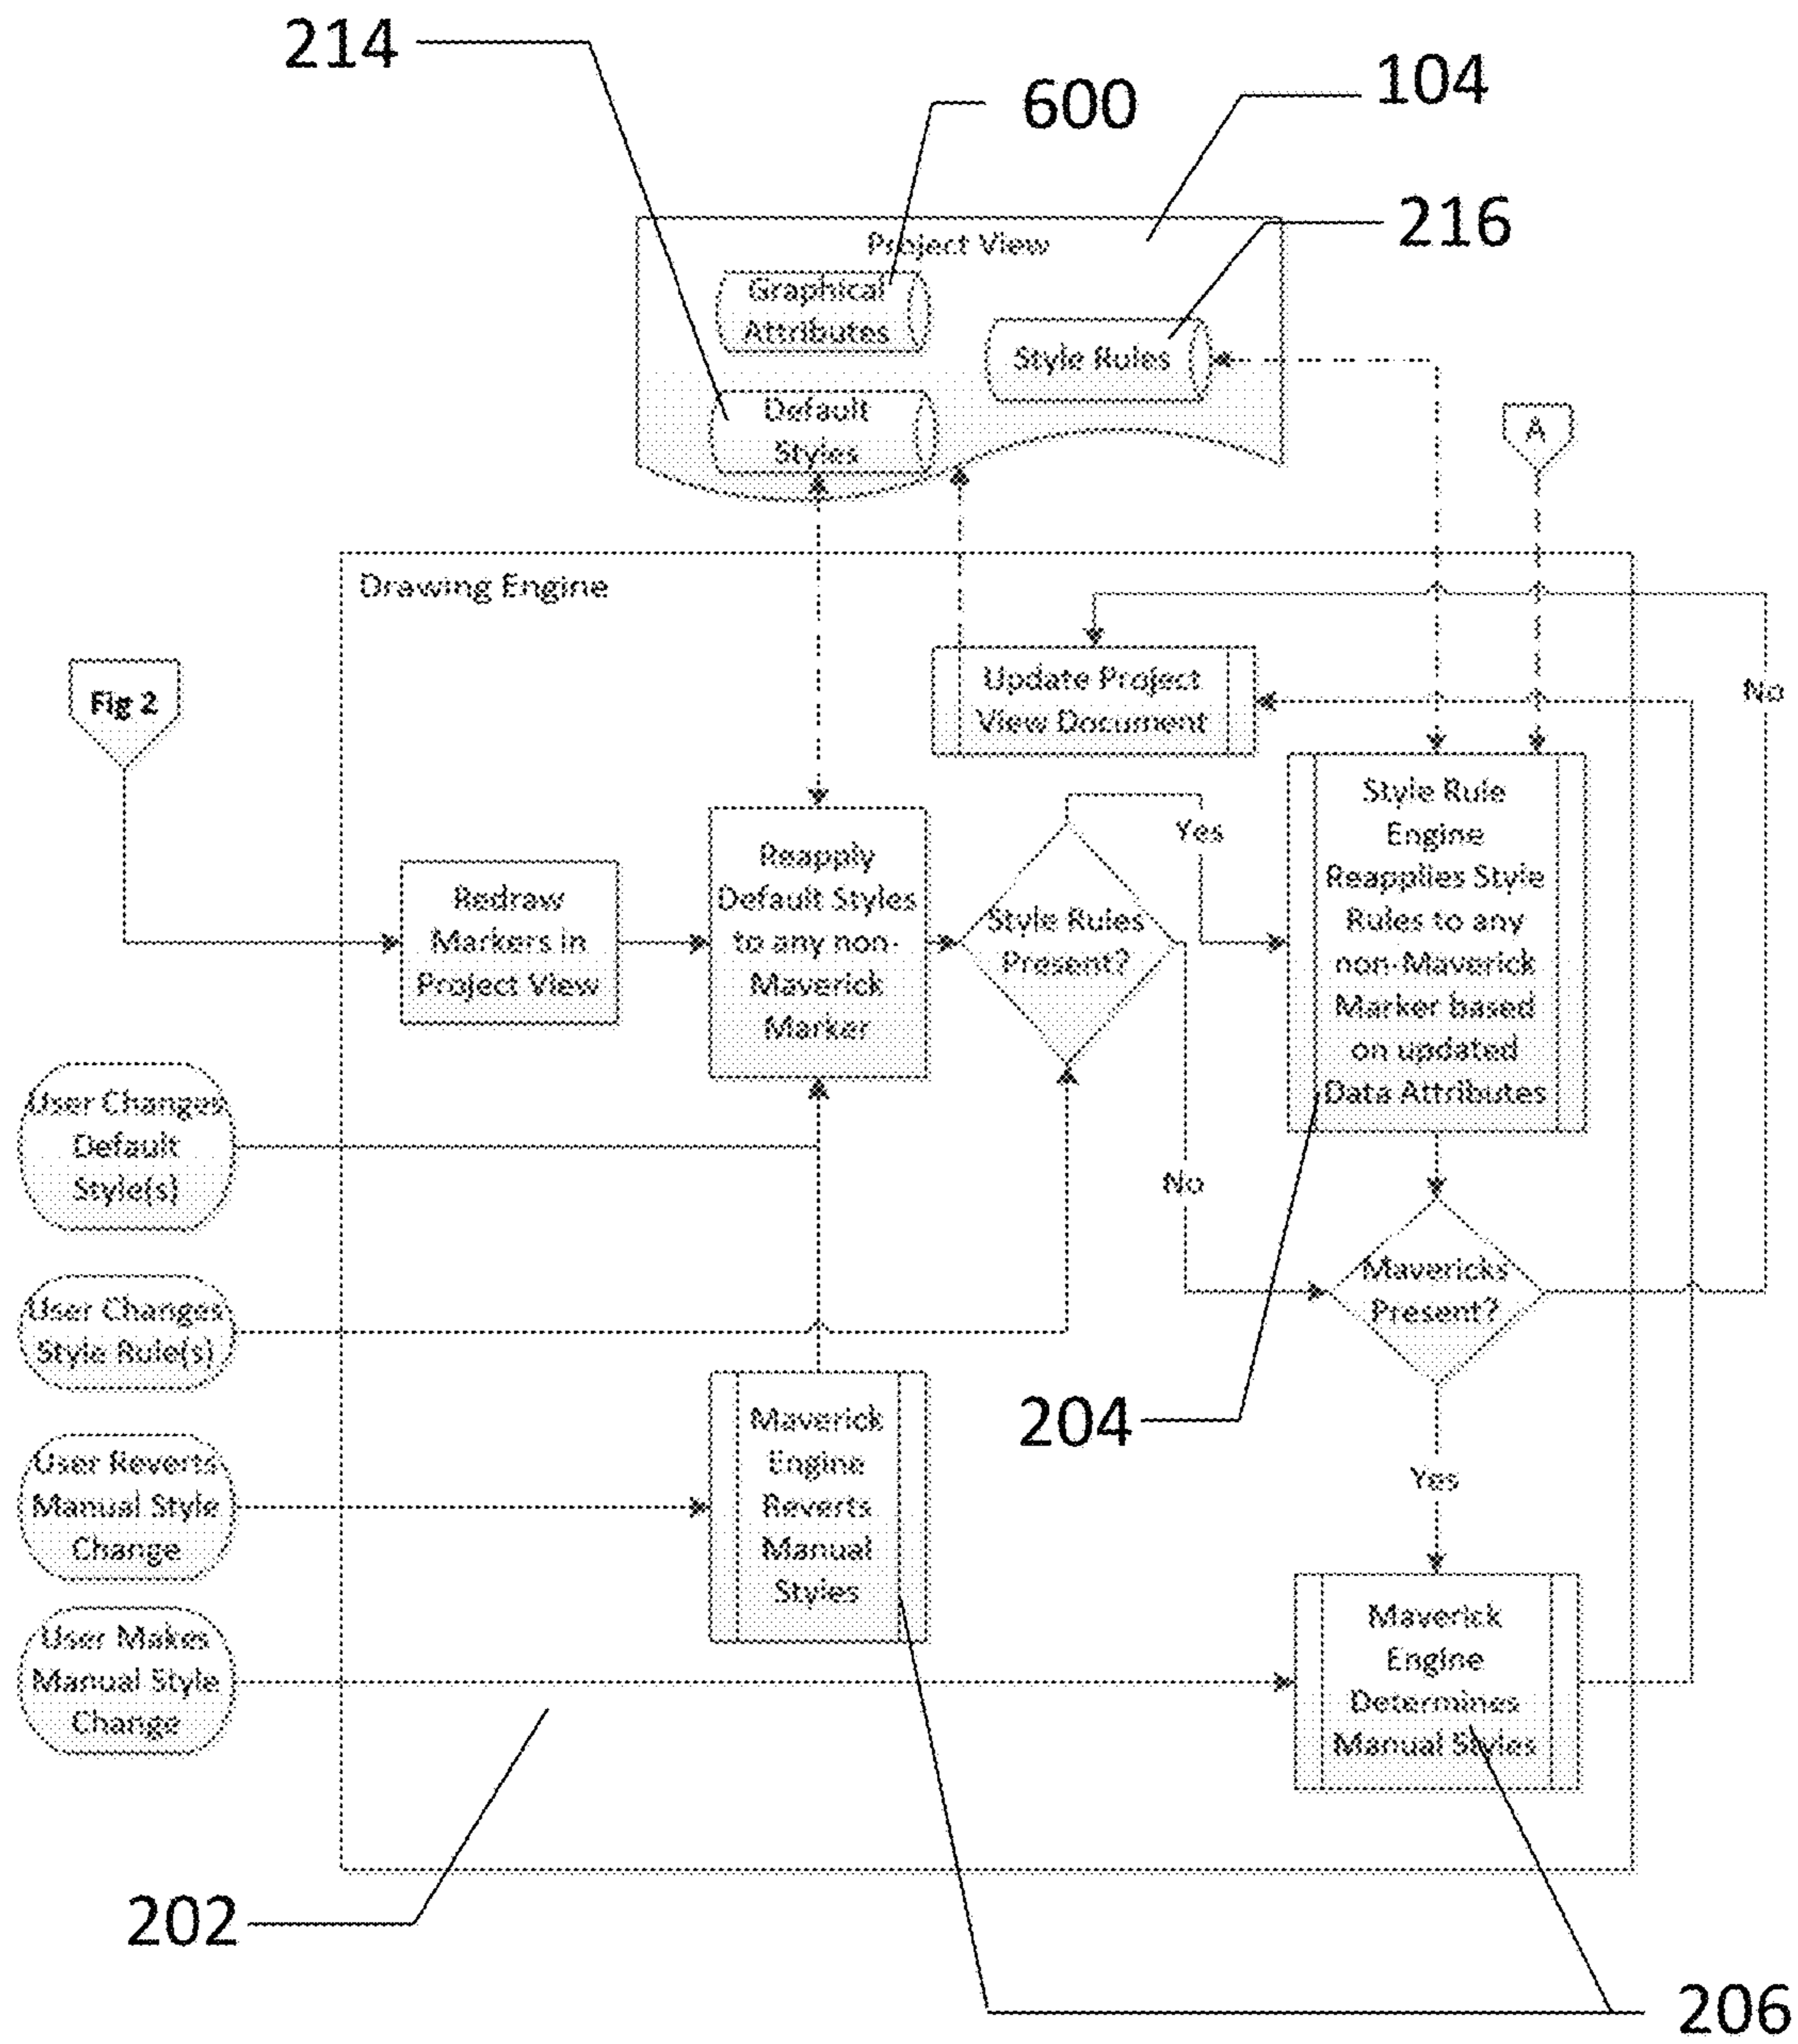 214
600
104
216
Project View
Graphical
Attributes
Style Rules
Default
Styles
A
Drawing Engine
Fig 2
Update Project
View Document
No
Redraw
Markers in
Project View
Reapply
Default Styles
to any non-
Maverick
Marker
Style Rules
Present?
Yes
Style Rule
Engine
Reapplies Style
Rules to any
non-Maverick
Marker based
on updated
Data Attributes
User Changes
Default
Style(s)
No
Mavericks
Present?
User Changes
Style Rule(s)
204
Maverick
Engine
Reverts
Manual
Styles
User Reverts
Manual Style
Change
Yes
User Makes
Manual Style
Change
Maverick
Engine
Determines
Manual Styles
202
206